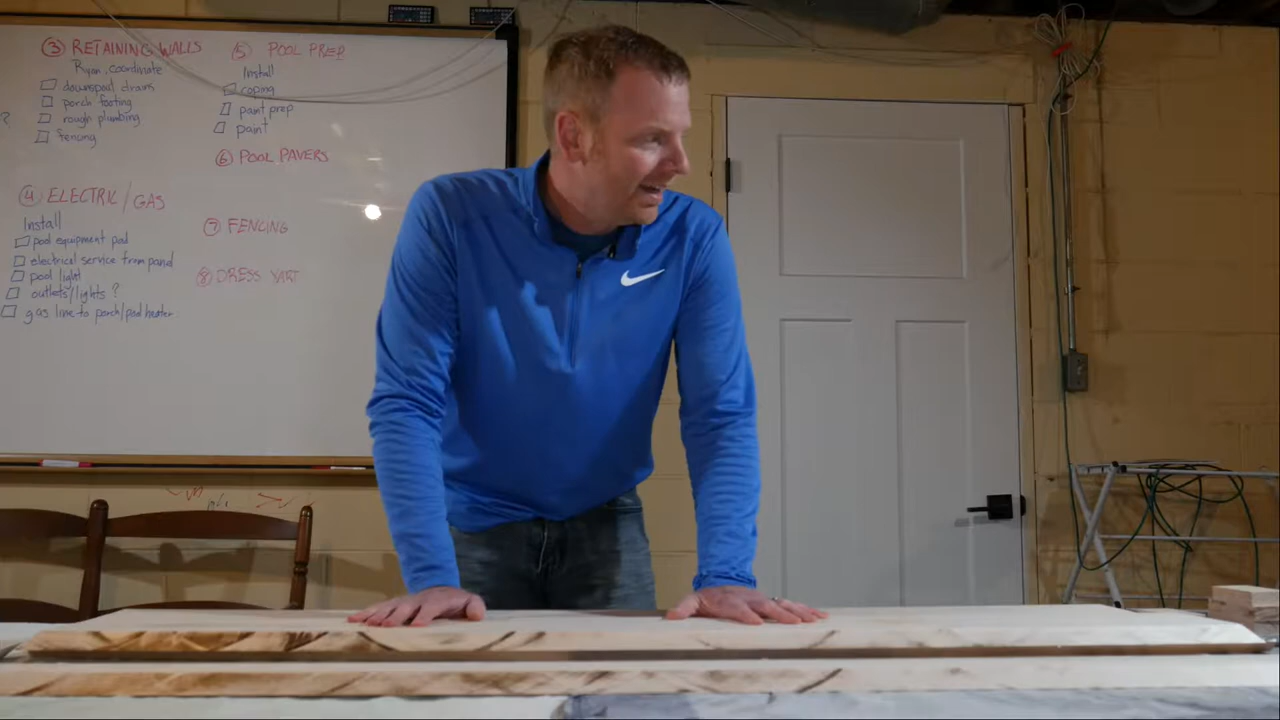 ③ RETAINING WALLS
Ryan, coordinate
downspout drain
porch footing
rough plumbing
fencing
?
④ ELECTRIC/GAS
Install
pool equipment pad
electrical service from panel
pool light
outlets/lights ?
gas line to porch/pool heater
⑤ POOL PREP
Install
coping
paint prep
paint
⑥ POOL PAVERS
⑦ FENCING
⑧ DRESS YART